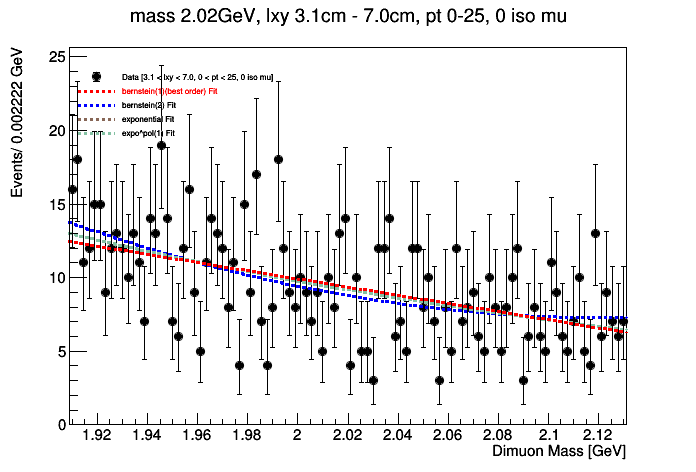 mass 2.02GeV, lxy 3.1cm - 7.0cm, pt 0-25, 0 iso mu
Events/ 0.002222 GeV
25
20
15
10
5
0
Data [3.1 < lxy < 7.0, 0 < pt < 25, 0 iso mu]
bernstein(1)(best order) Fit
bernstein(2) Fit
exponential Fit
expo*pol(1) Fit
1.92 1.94 1.96 1.98 2 2.02 2.04 2.06 2.08 2.1 2.12
Dimuon Mass [GeV]